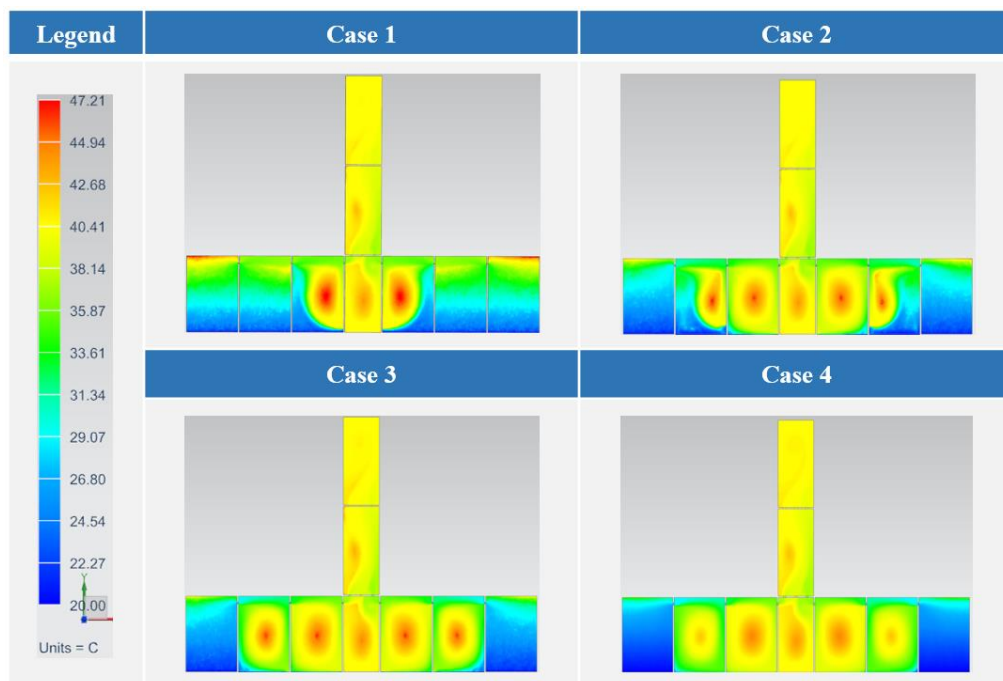 Legend
Case 1
Case 2
47.21
44.94
42.68
40.41
38.14
35.87
33.61
31.34
29.07
26.80
24.54
22.27
20.00
Y
Units = C
Case 3
Case 4